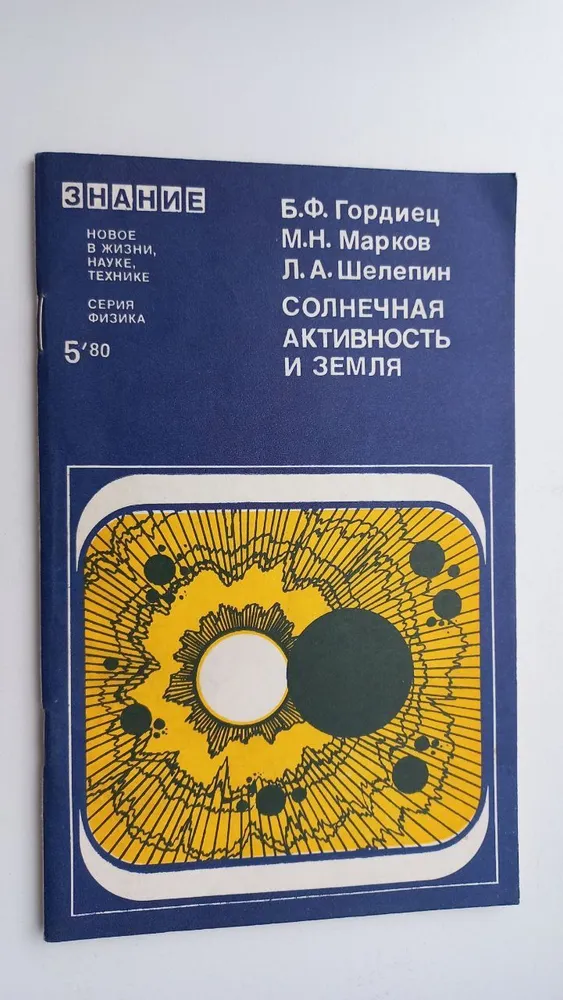 ЗНАНИЕ
НОВОЕ
В ЖИЗНИ,
НАУКЕ,
ТЕХНИКЕ
СЕРИЯ
ФИЗИКА
5'80
Б.Ф. Гордиец
М.Н. Марков
Л.А. Шелепин
СОЛНЕЧНАЯ
АКТИВНОСТЬ
И ЗЕМЛЯ